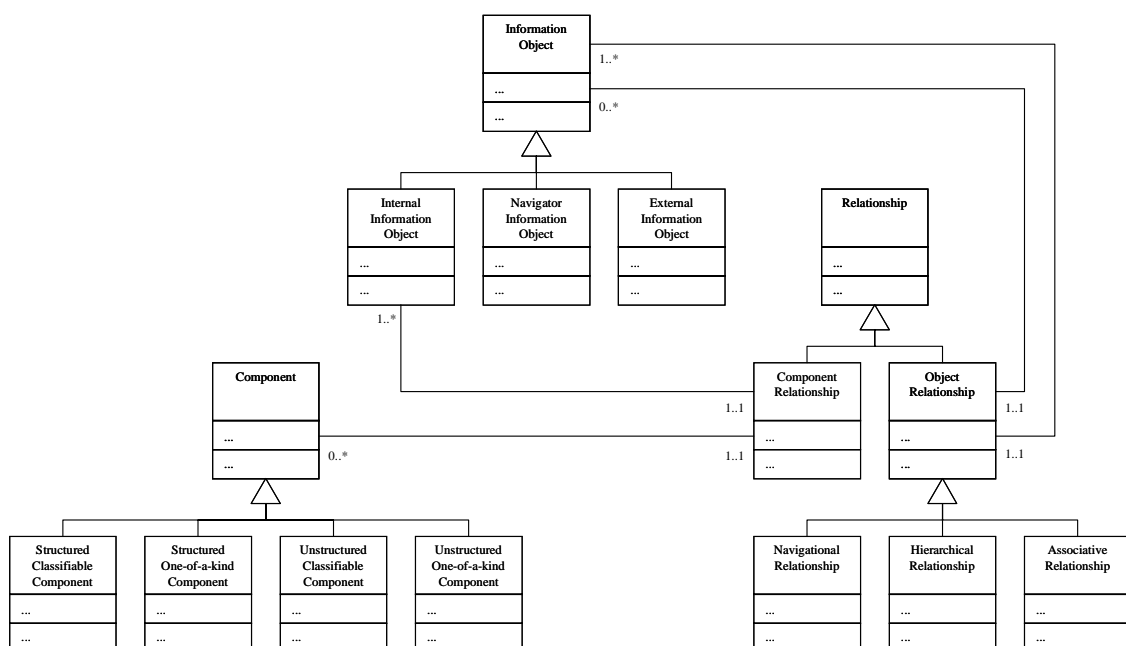 Information
Object
1..*
...
0..*
...
Internal
Information
Object
Navigator
Information
Object
External
Information
Object
Relationship
...
...
...
...
...
...
...
...
1..*
Component
Component
Relationship
Object
Relationship
1..1
1..1
...
...
...
0..*
1..1
1..1
...
...
...
Structured
Classifiable
Component
Structured
One-of-a-kind
Component
Unstructured
Classifiable
Component
Unstructured
One-of-a-kind
Component
Navigational
Relationship
Hierarchical
Relationship
Associative
Relationship
...
...
...
...
...
...
...
...
...
...
...
...
...
...